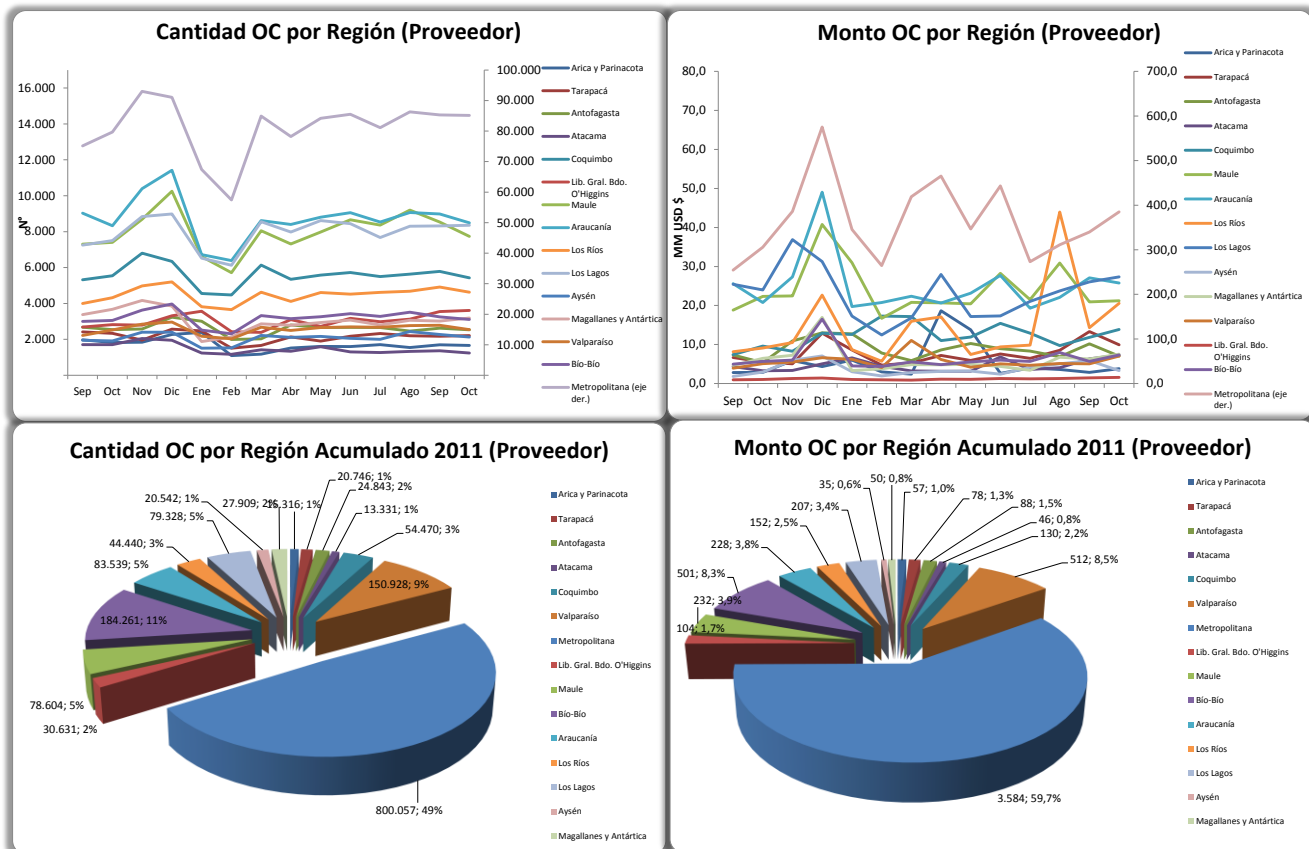 Cantidad OC por Región (Proveedor)
16.000
14.000
12.000
10.000
8.000
6.000
4.000
2.000
N°
100.000
90.000
80.000
70.000
60.000
50.000
40.000
30.000
20.000
10.000
Sep Oct Nov Dic Ene Feb Mar Abr May Jun Jul Ago Sep Oct
Arica y Parinacota
Tarapacá
Antofagasta
Atacama
Coquimbo
Lib. Gral. Bdo.
O'Higgins
Maule
Araucanía
Los Ríos
Los Lagos
Aysén
Magallanes y Antártica
Valparaíso
Bío-Bío
Metropolitana (eje
der.)
Monto OC por Región (Proveedor)
80,0
70,0
60,0
50,0
40,0
30,0
20,0
10,0
0,0
MM USD $
700,0
600,0
500,0
400,0
300,0
200,0
100,0
0,0
Sep Oct Nov Dic Ene Feb Mar Abr May Jun Jul Ago Sep Oct
Arica y Parinacota
Tarapacá
Antofagasta
Atacama
Coquimbo
Maule
Araucanía
Los Ríos
Los Lagos
Aysén
Magallanes y Antártica
Valparaíso
Lib. Gral. Bdo.
O'Higgins
Bío-Bío
Metropolitana (eje
der.)
Cantidad OC por Región Acumulado 2011 (Proveedor)
20.746; 1%
24.843; 2%
13.331; 1%
54.470; 3%
150.928; 9%
800.057; 49%
30.631; 2%
78.604; 5%
184.261; 11%
83.539; 5%
44.440; 3%
79.328; 5%
20.542; 1%
27.909; 2%
316; 1%
Arica y Parinacota
Tarapacá
Antofagasta
Atacama
Coquimbo
Valparaíso
Metropolitana
Lib. Gral. Bdo. O'Higgins
Maule
Bío-Bío
Araucanía
Los Ríos
Los Lagos
Aysén
Magallanes y Antártica
Monto OC por Región Acumulado 2011 (Proveedor)
50; 0,8%
57; 1,0%
78; 1,3%
88; 1,5%
46; 0,8%
130; 2,2%
512; 8,5%
3.584; 59,7%
104; 1,7%
232; 3,9%
501; 8,3%
228; 3,8%
152; 2,5%
207; 3,4%
35; 0,6%
Arica y Parinacota
Tarapacá
Antofagasta
Atacama
Coquimbo
Valparaíso
Metropolitana
Lib. Gral. Bdo. O'Higgins
Maule
Bío-Bío
Araucanía
Los Ríos
Los Lagos
Aysén
Magallanes y Antártica